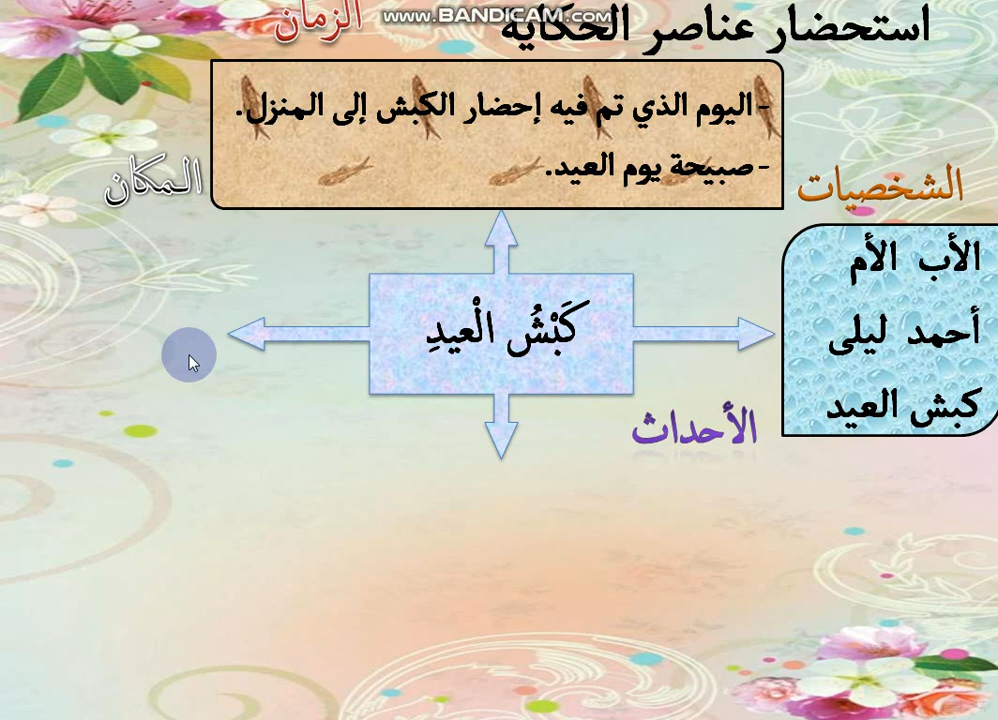 استحضار عناصر الحكاية
www.BANDICAM.com
الزمان
-اليوم الذي تم فيه إحضار الكبش إلى المنزل.
-صبيحة يوم العيد.
الشخصيات
المكان
الأب الأم
أحمد ليلى
كبش العيد
كَبْشُ الْعيدِ
الأحداث